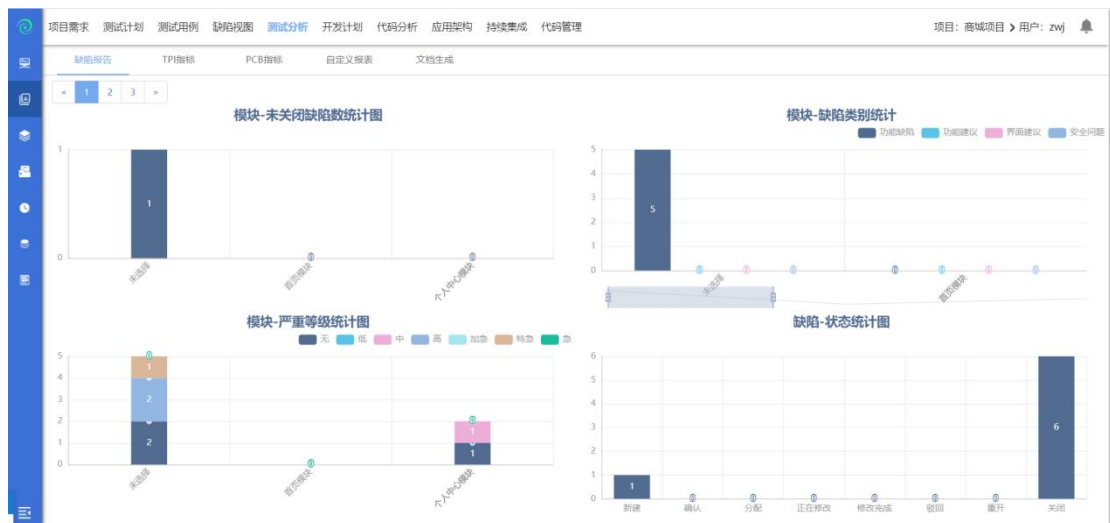 项目需求 测试计划 测试用例 缺陷视图 测试分析 开发计划 代码分析 应用架构 持续集成 代码管理 项目：商城项目 > 用户：zwj
缺陷报告 TPI指标 PCB指标 自定义报表 文档生成
« 1 2 3 »
模块-未关闭缺陷数统计图
1
0
1 0 0
未选择 首页模块 个人中心模块
模块-缺陷类别统计
功能缺陷 功能建议 界面建议 安全问题
5
4
3
2
1
0
5 0 0 0 0 0 0 0
未选择 首页模块
模块-严重等级统计图
无 低 中 高 加急 特急 急
5
4
3
2
1
0
0
1
2
2
0
0
1
1
未选择 首页模块 个人中心模块
缺陷-状态统计图
6
5
4
3
2
1
0
1 0 0 0 0 0 0 6
新建 确认 分配 正在修改 修改完成 驳回 重开 关闭